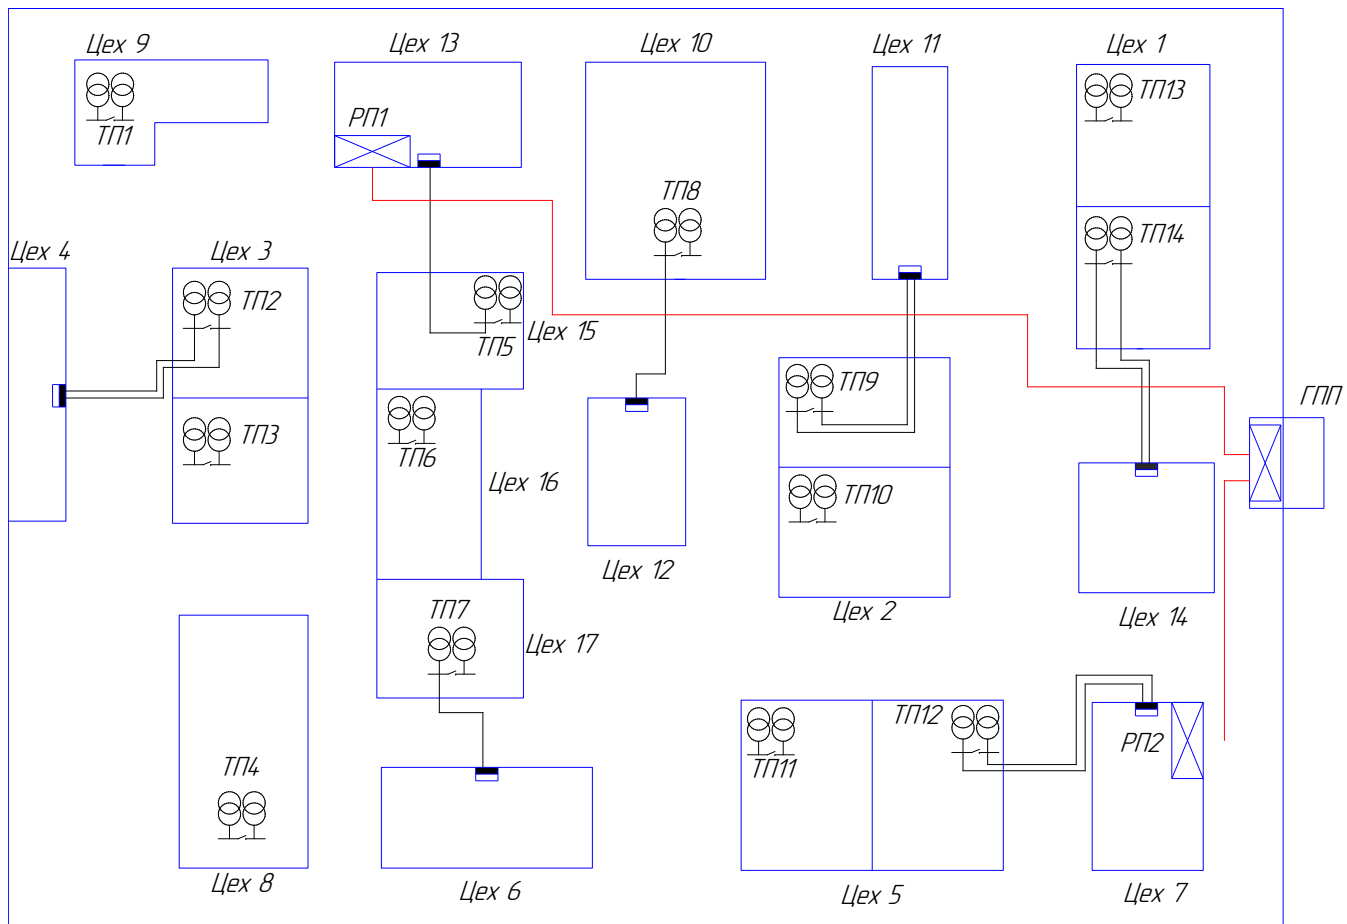 Цех 9
Цех 13
Цех 10
Цех 11
Цех 1
ТП1
РП1
ТП13
ТП8
ТП14
Цех 4
Цех 3
ТП2
Цех 15
ТП5
ТП9
ГПП
ТП3
ТП6
Цех 16
ТП10
Цех 12
Цех 2
Цех 14
ТП7
Цех 17
ТП12
РП2
ТП4
ТП11
Цех 8
Цех 6
Цех 5
Цех 7